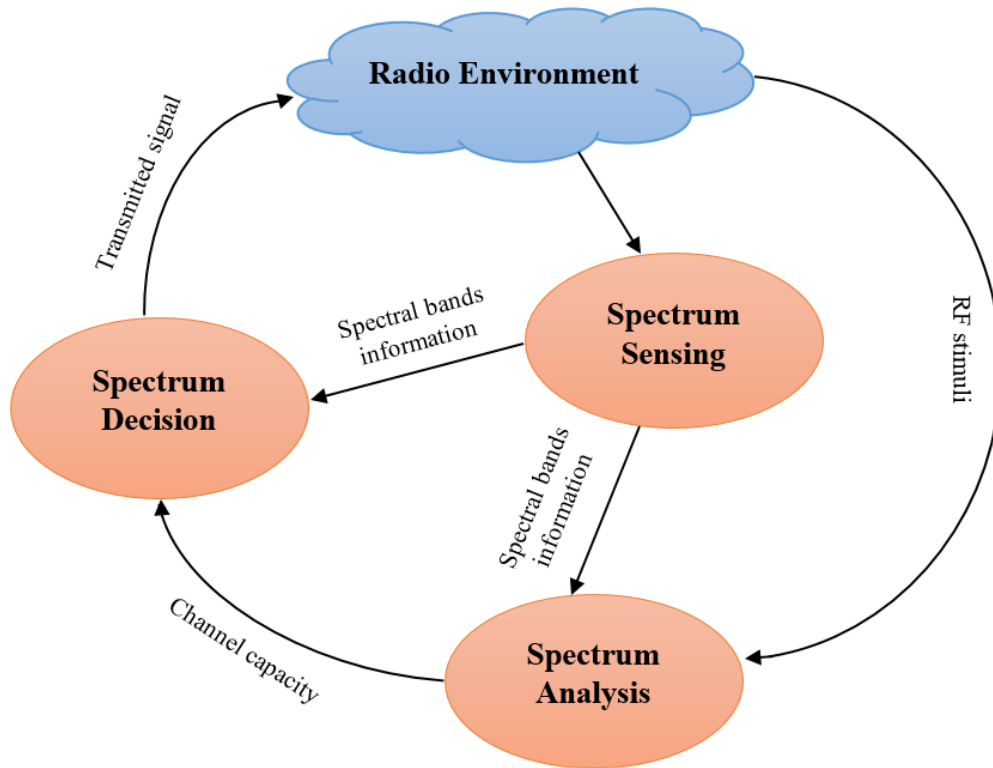 Radio Environment
Transmitted signal
RF stimuli
Spectral bands
information
Spectrum
Sensing
Spectrum
Decision
Spectral bands
information
Channel capacity
Spectrum
Analysis